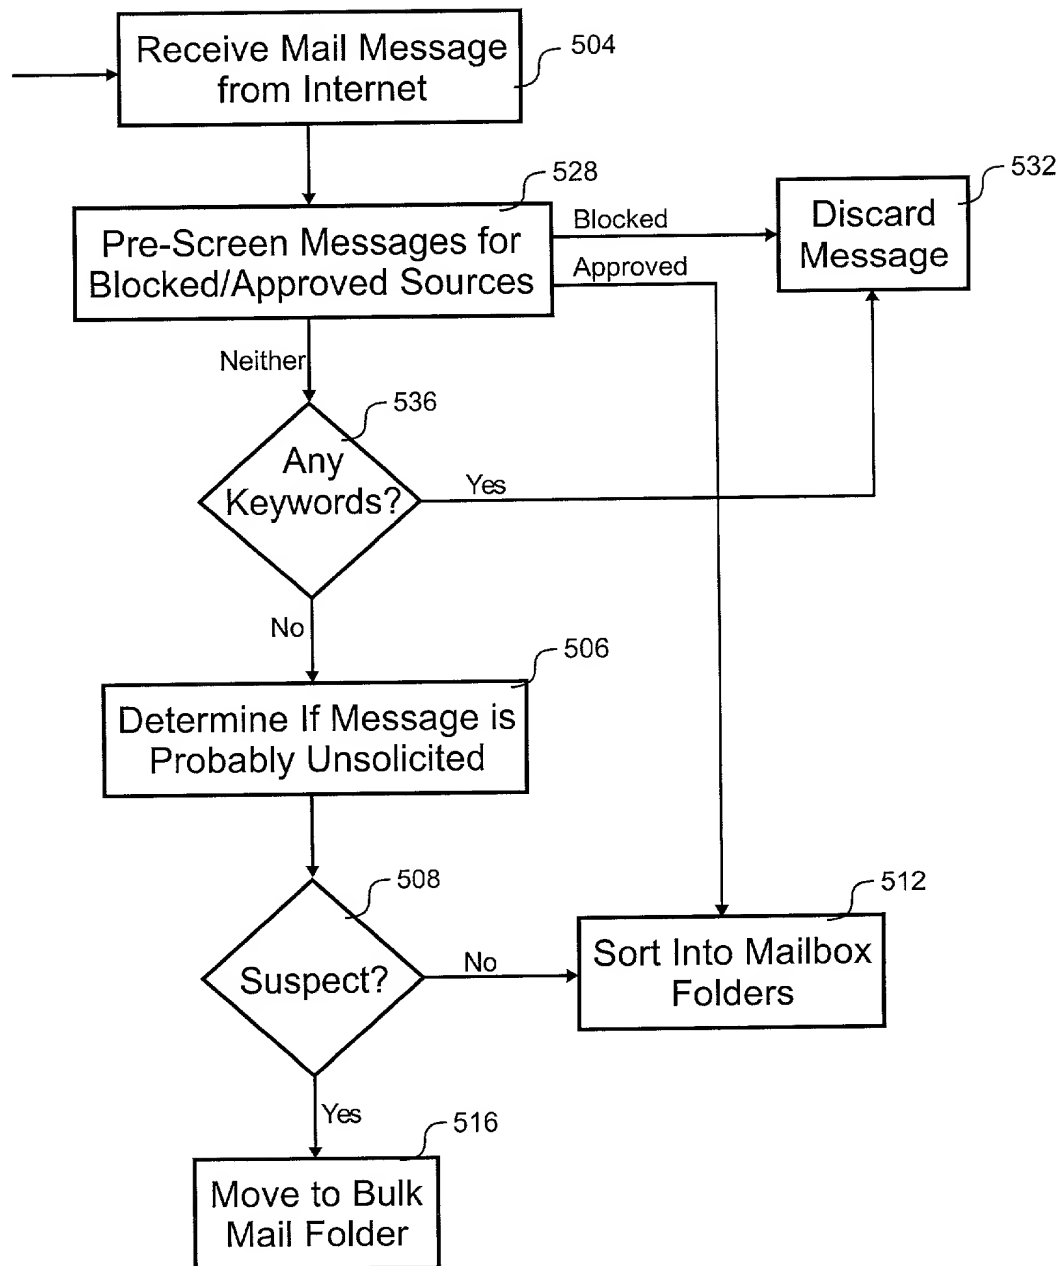 Receive Mail Message
from Internet
504
528
Pre-Screen Messages for
Blocked/Approved Sources
Blocked
Approved
532
Discard
Message
Neither
536
Any
Keywords?
Yes
No
506
Determine If Message is
Probably Unsolicited
508
Suspect?
No
512
Sort Into Mailbox
Folders
Yes
516
Move to Bulk
Mail Folder